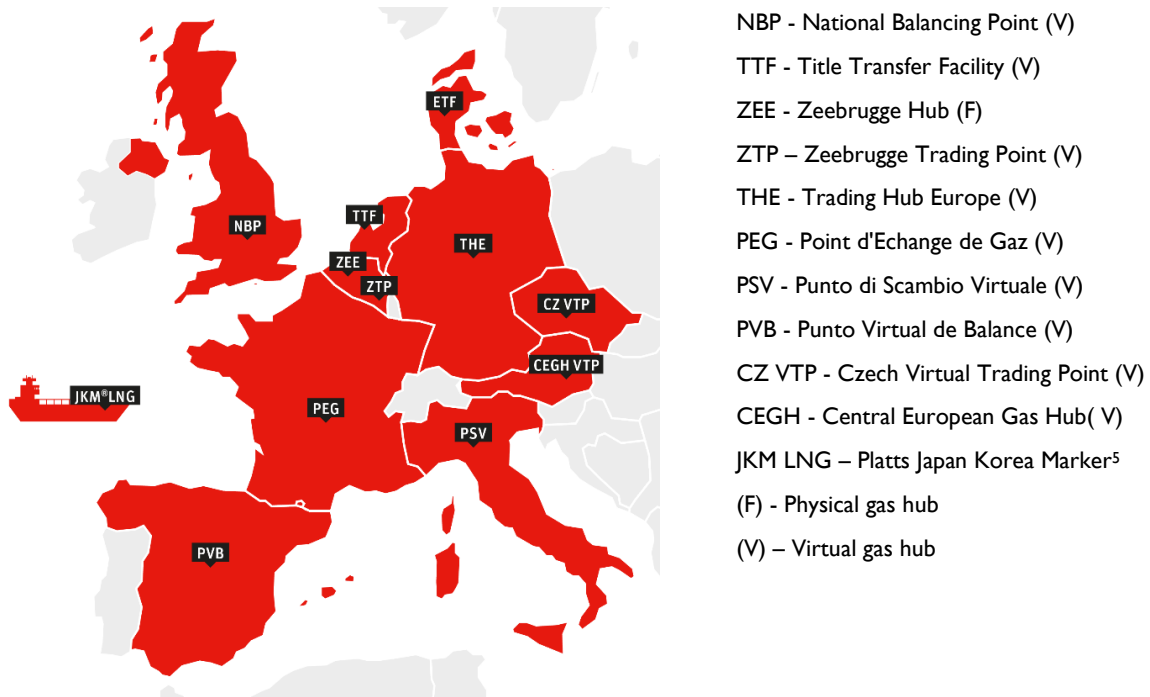 ETF
NBP
TTF
THE
ZEE
ZTP
CZ VTP
CEGH VTP
JKM®LNG
PEG
PSV
PVB
NBP - National Balancing Point (V)
TTF - Title Transfer Facility (V)
ZEE - Zeebrugge Hub (F)
ZTP – Zeebrugge Trading Point (V)
THE - Trading Hub Europe (V)
PEG - Point d'Echange de Gaz (V)
PSV - Punto di Scambio Virtuale (V)
PVB - Punto Virtual de Balance (V)
CZ VTP - Czech Virtual Trading Point (V)
CEGH - Central European Gas Hub( V)
JKM LNG – Platts Japan Korea Marker⁵
(F) - Physical gas hub
(V) – Virtual gas hub